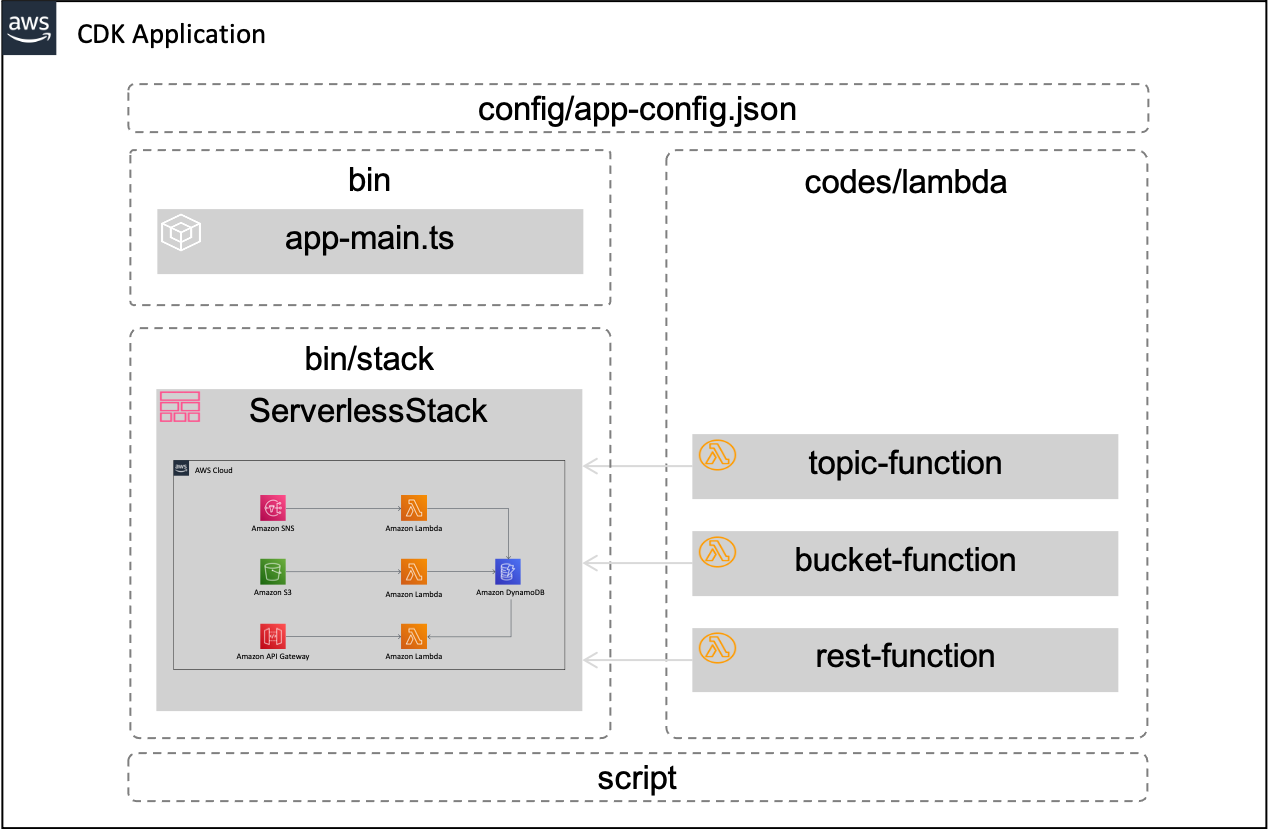 aws
CDK Application
config/app-config.json
bin
app-main.ts
bin/stack
ServerlessStack
aws
AWS Cloud
Amazon SNS
Amazon Lambda
Amazon S3
Amazon Lambda
Amazon DynamoDB
Amazon API Gateway
Amazon Lambda
codes/lambda
topic-function
bucket-function
rest-function
script